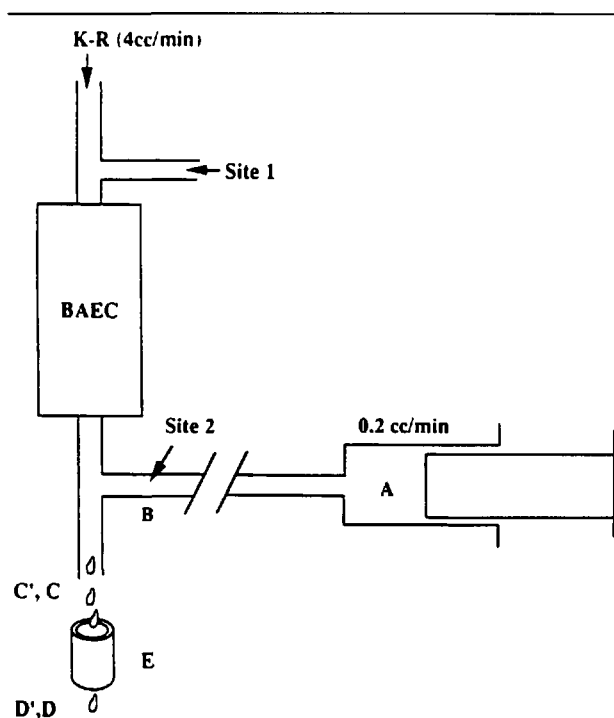 K-R (4cc/min)
Site 1
BAEC
Site 2
0.2 cc/min
A
B
C', C
E
D',D